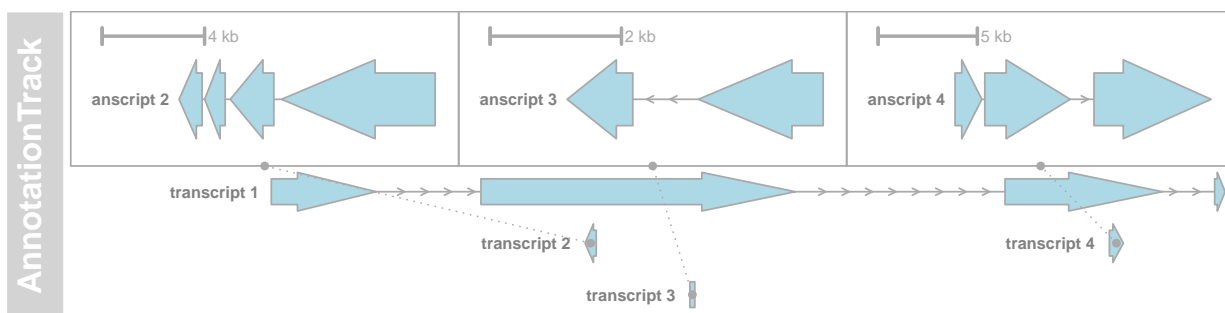 AnnotationTrack
4 kb
2 kb
5 kb
anscript 2
anscript 3
anscript 4
transcript 1
transcript 2
transcript 4
transcript 3